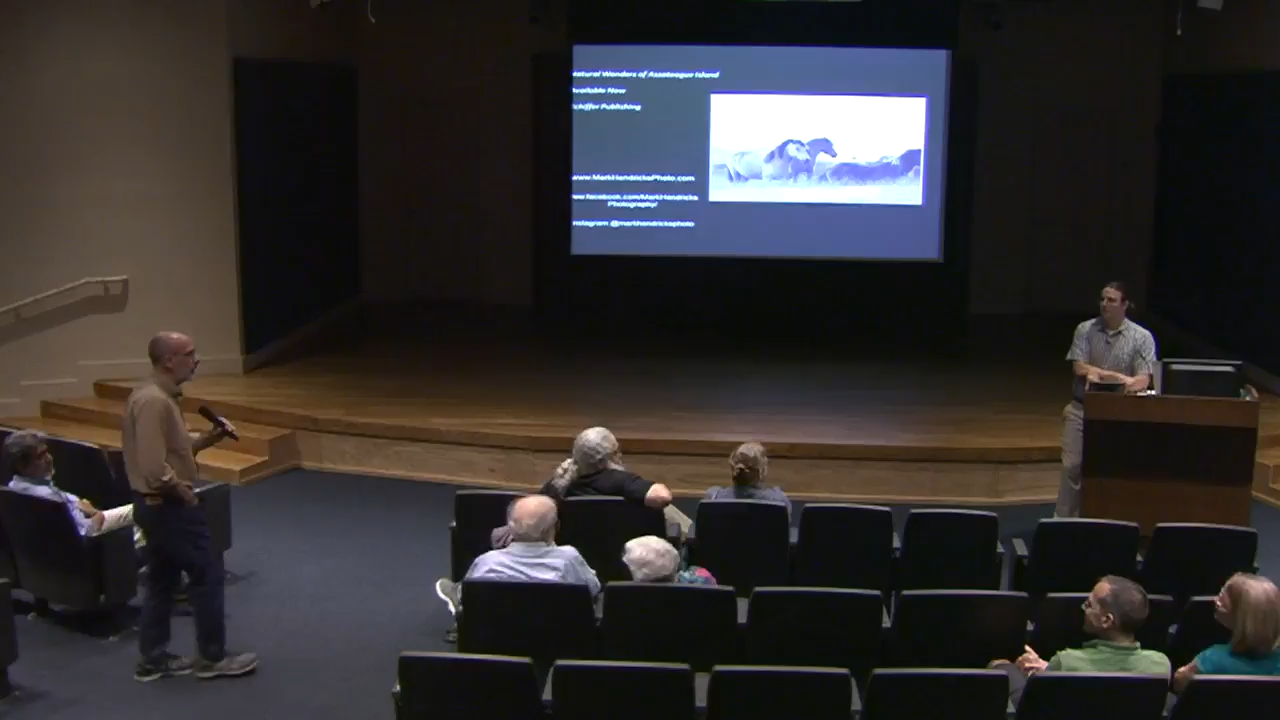 Natural Wonders of Assateague Island
Available Now
Schiffer Publishing
www.MarkHendricksPhoto.com
www.facebook.com/MarkHendricks
Photography/
Instagram @markhendricksphoto